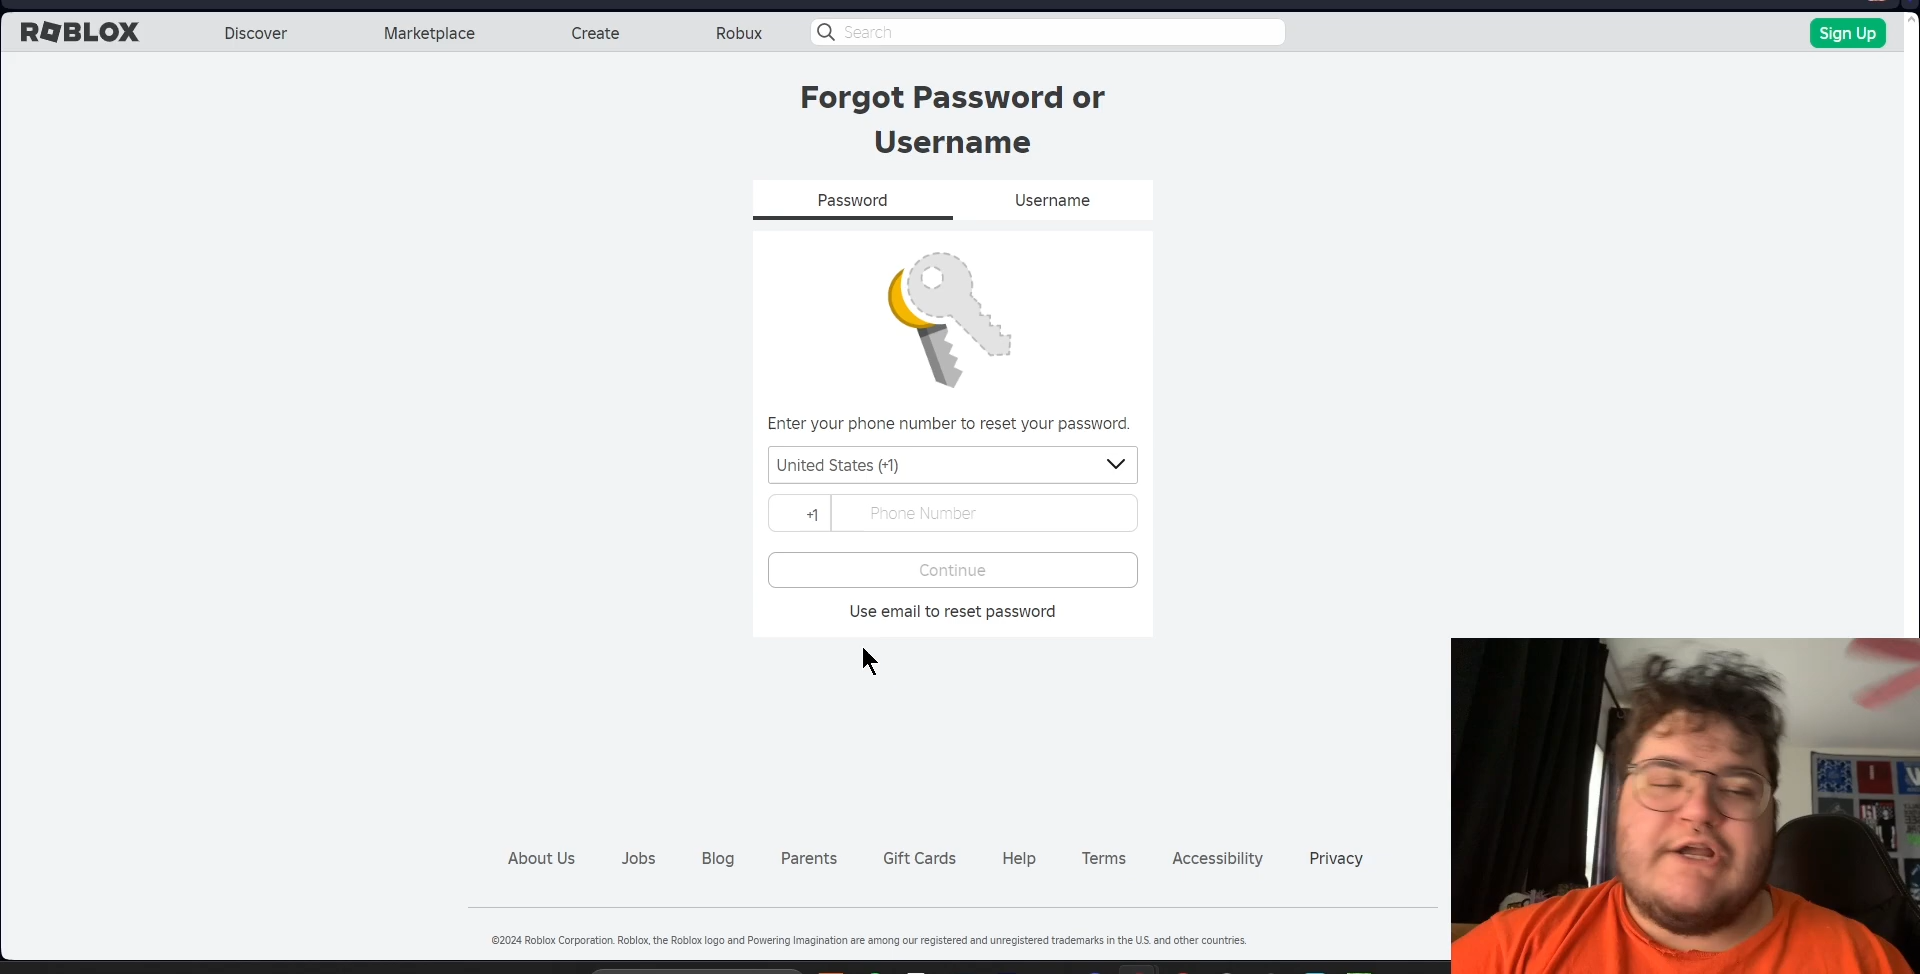 ROBLOX Discover Marketplace Create Robux Search Sign Up
Forgot Password or
Username
Password Username
Enter your phone number to reset your password.
United States (+1)
+1 Phone Number
Continue
Use email to reset password
About Us Jobs Blog Parents Gift Cards Help Terms Accessibility Privacy
©2024 Roblox Corporation. Roblox, the Roblox logo and Powering Imagination are among our registered and unregistered trademarks in the U.S. and other countries.